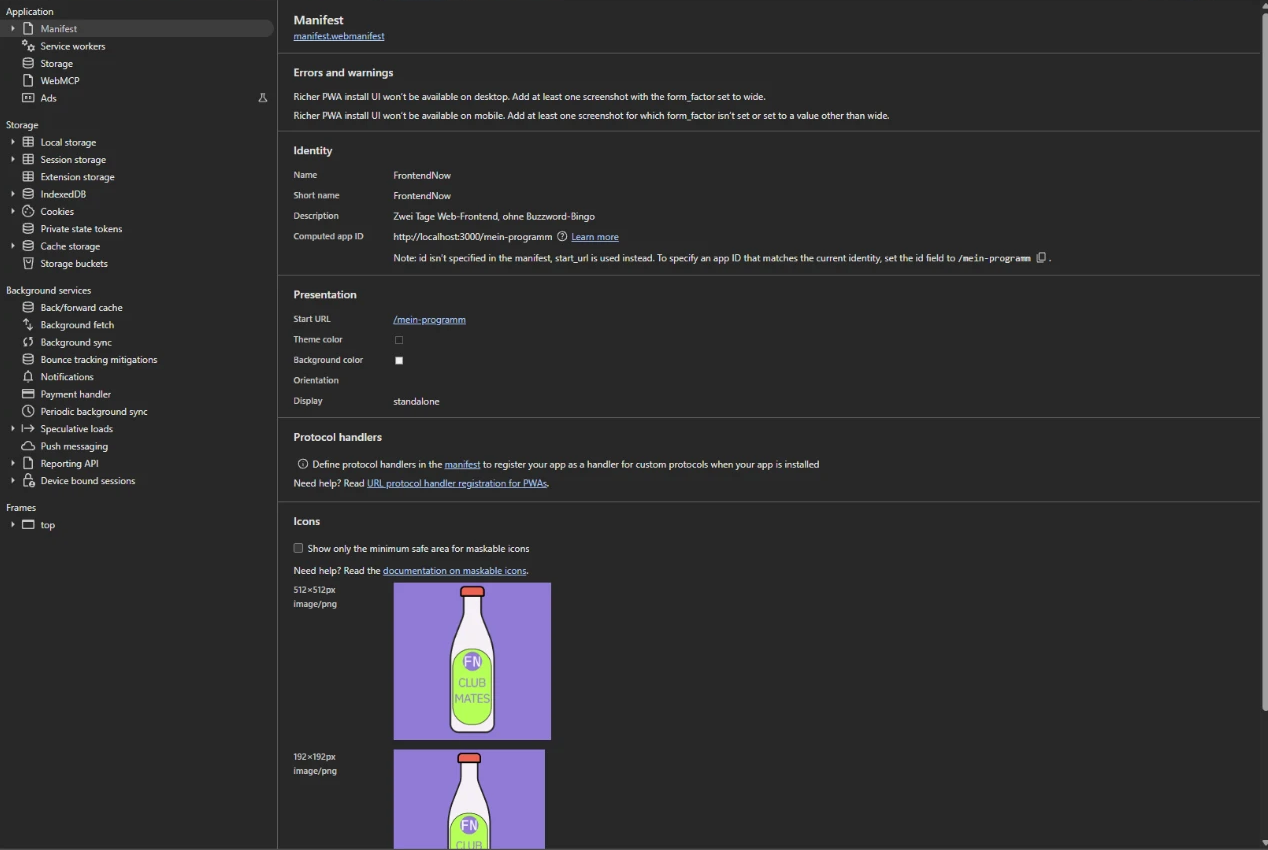 Application
Manifest
Service workers
Storage
WebMCP
Ads
Storage
Local storage
Session storage
Extension storage
IndexedDB
Cookies
Private state tokens
Cache storage
Storage buckets
Background services
Back/forward cache
Background fetch
Background sync
Bounce tracking mitigations
Notifications
Payment handler
Periodic background sync
Speculative loads
Push messaging
Reporting API
Device bound sessions
Frames
top
Manifest
manifest.webmanifest
Errors and warnings
Richer PWA install UI won't be available on desktop. Add at least one screenshot with the form_factor set to wide.
Richer PWA install UI won't be available on mobile. Add at least one screenshot for which form_factor isn't set or set to a value other than wide.
Identity
Name FrontendNow
Short name FrontendNow
Description Zwei Tage Web-Frontend, ohne Buzzword-Bingo
Computed app ID http://localhost:3000/mein-programm Learn more
Note: id isn't specified in the manifest, start_url is used instead. To specify an app ID that matches the current identity, set the id field to /mein-programm .
Presentation
Start URL /mein-programm
Theme color
Background color
Orientation
Display standalone
Protocol handlers
Define protocol handlers in the manifest to register your app as a handler for custom protocols when your app is installed
Need help? Read URL protocol handler registration for PWAs.
Icons
Show only the minimum safe area for maskable icons
Need help? Read the documentation on maskable icons.
512×512px
image/png
FN
CLUB
MATES
192×192px
image/png
FN
CLUB